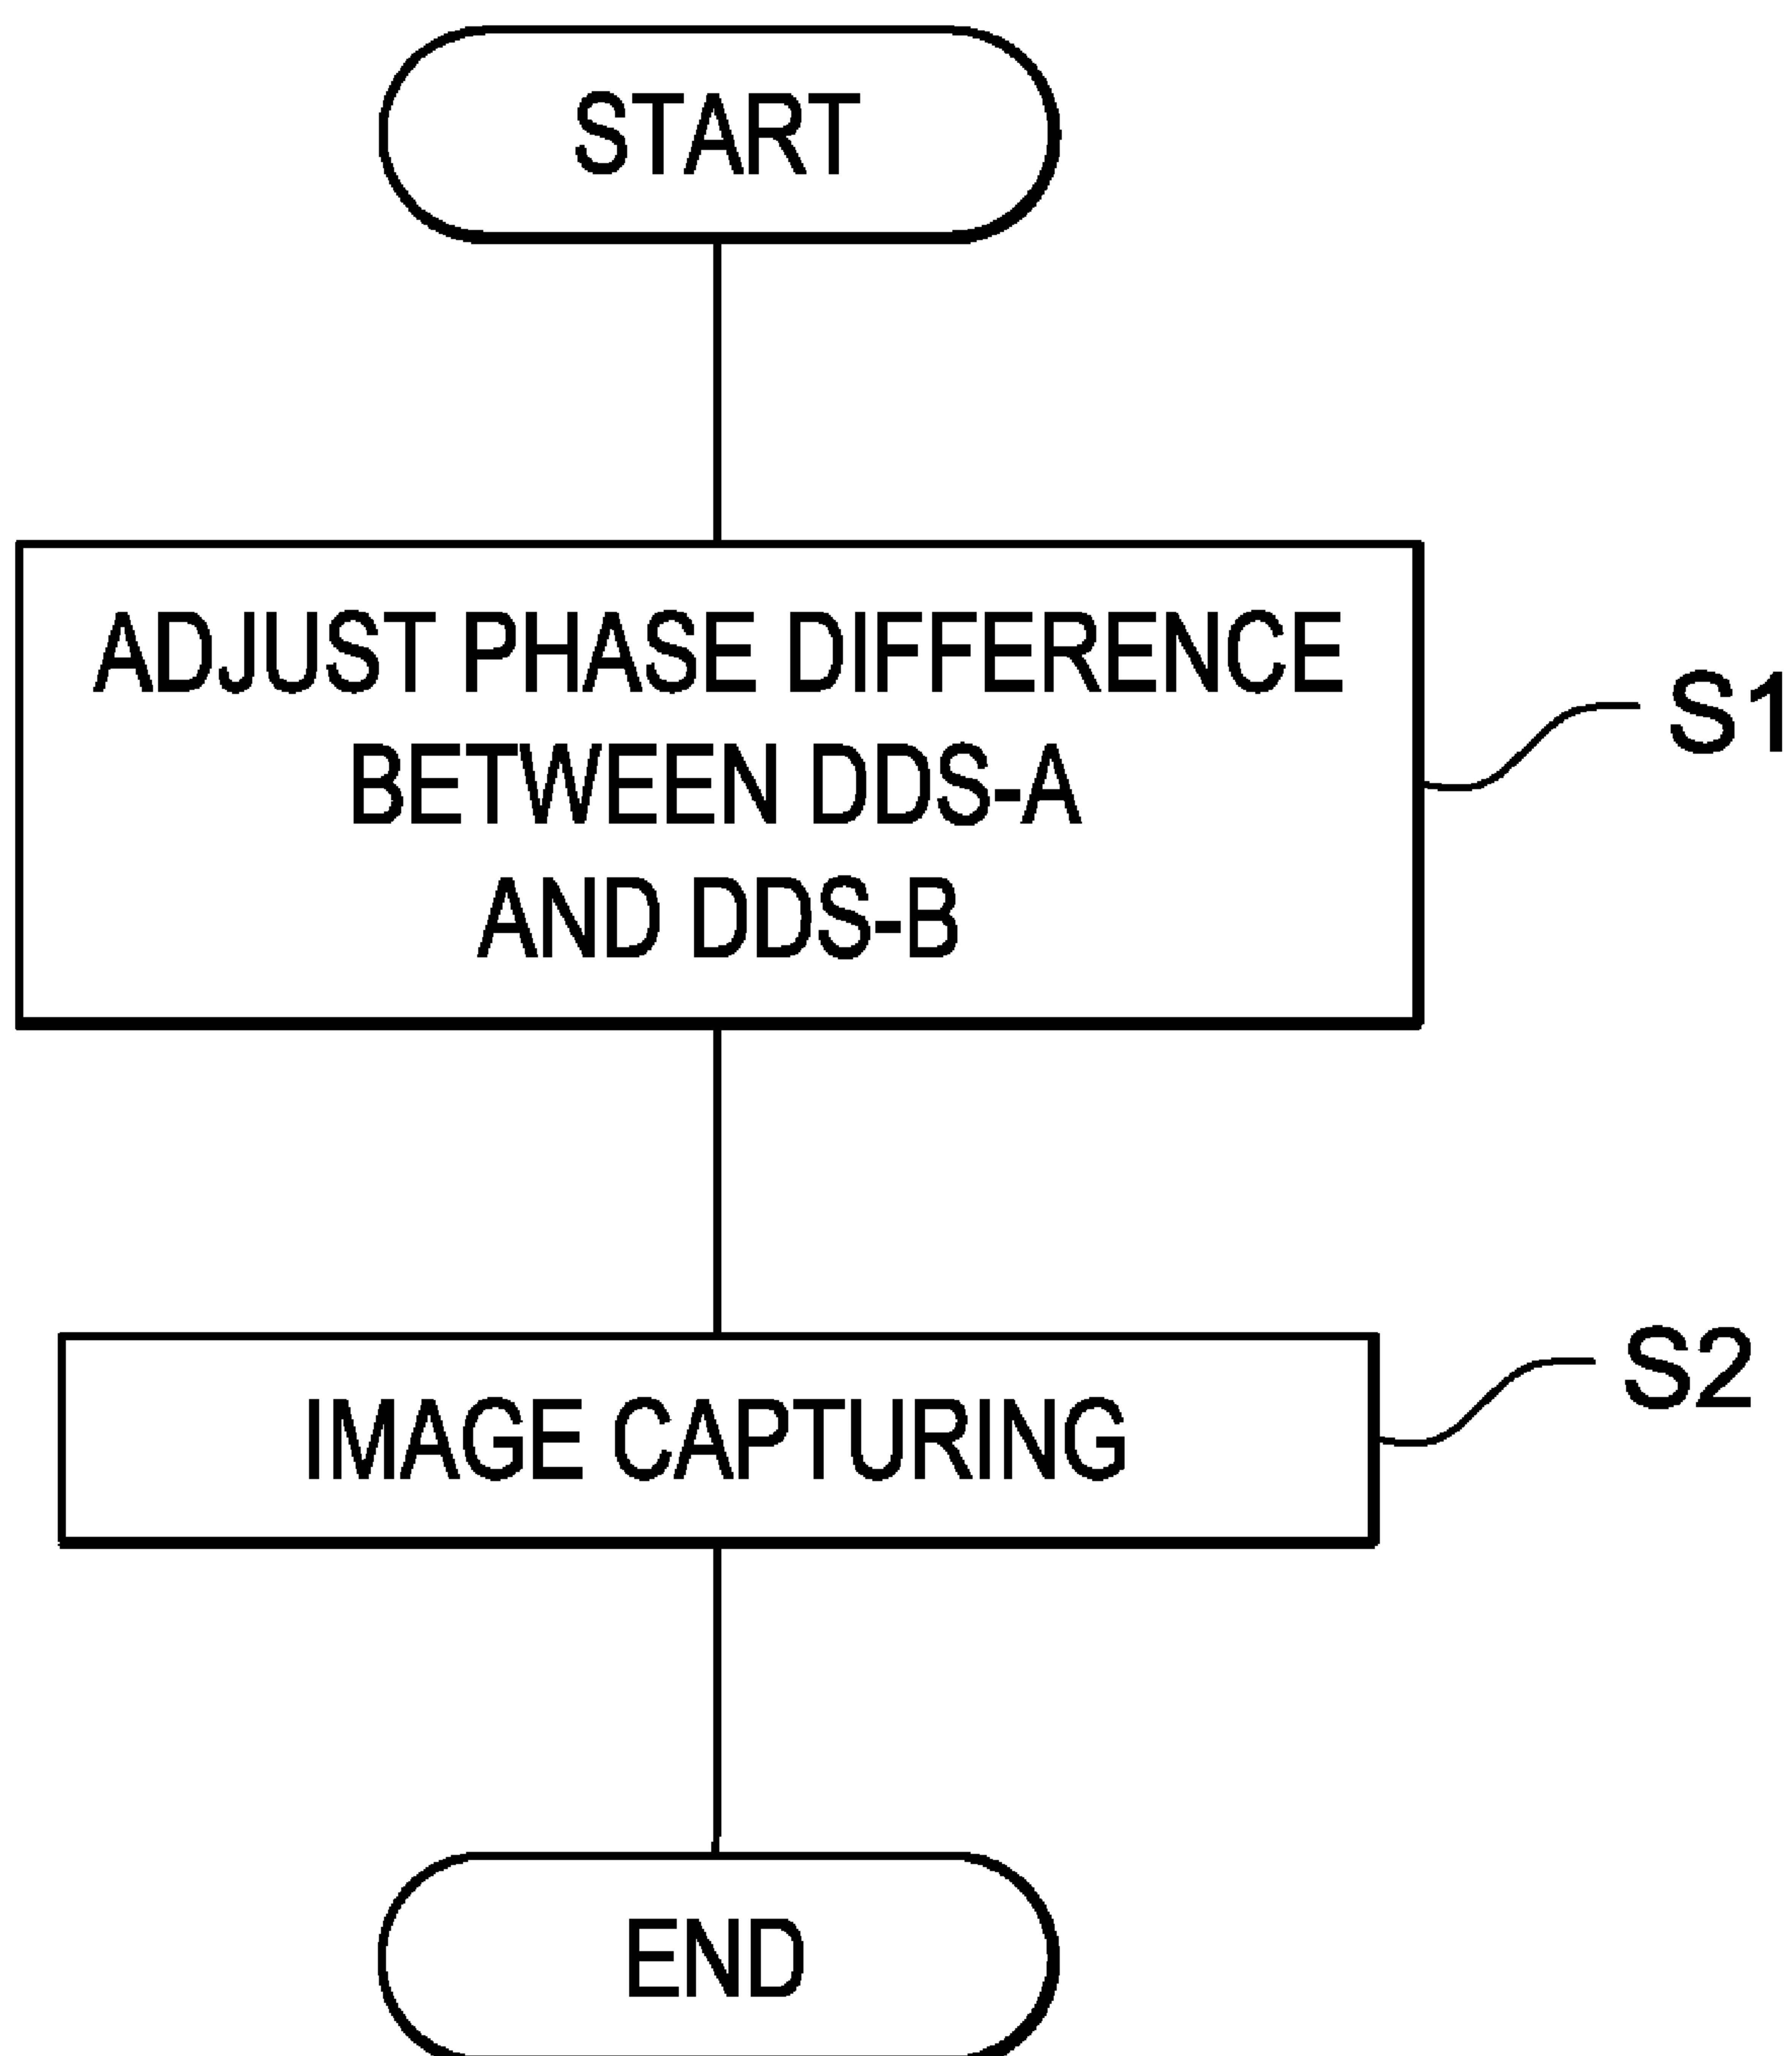 START
ADJUST PHASE DIFFERENCE
BETWEEN DDS-A
AND DDS-B
S1
IMAGE CAPTURING
S2
END